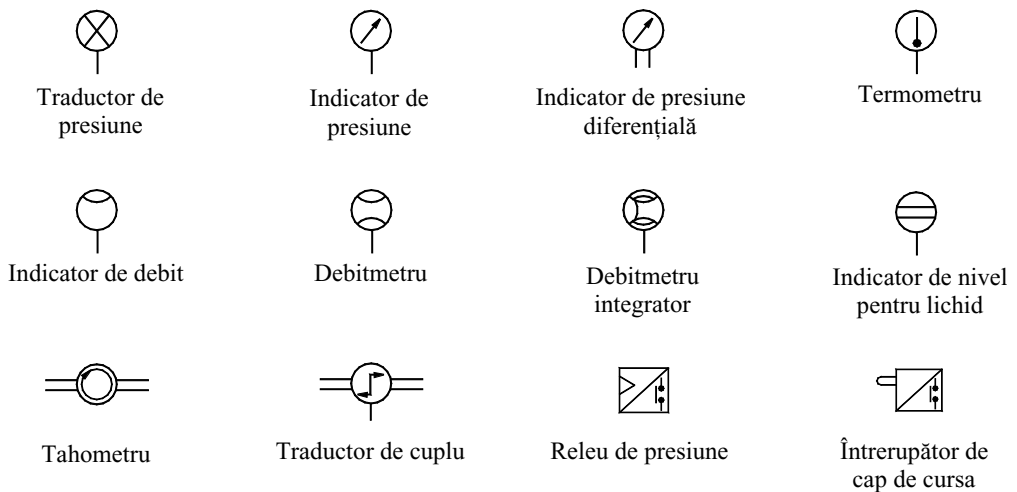 Traductor de
presiune
Indicator de
presiune
Indicator de presiune
diferențială
Termometru
Indicator de debit
Debitmetru
Debitmetru
integrator
Indicator de nivel
pentru lichid
Tahometru
Traductor de cuplu
Releu de presiune
Întrerupător de
cap de cursa